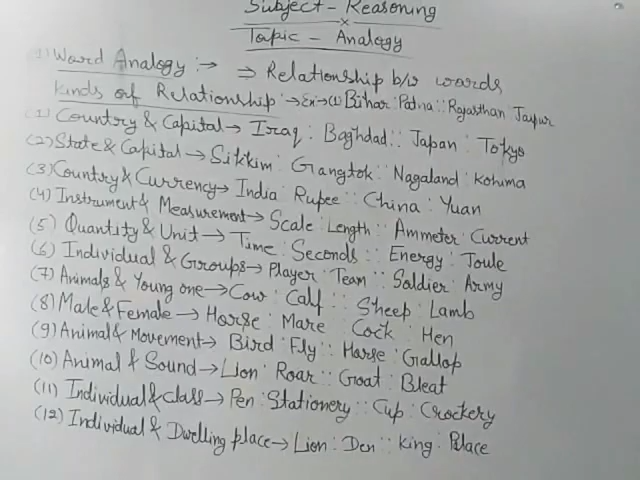 Subject - Reasoning
x
Topic - Analogy
1) Word Analogy :→ ⇒ Relationship b/w words
Kinds of Relationship :→ Ex→(1) Bihar : Patna :: Rajasthan Jaipur
(1) Country & Capital → Iraq : Baghdad :: Japan : Tokyo
(2) State & Capital → Sikkim : Gangtok :: Nagaland : Kohima
(3) Country & Currency → India : Rupee :: China : Yuan
(4) Instrument & Measurement → Scale : Length :: Ammeter : Current
(5) Quantity & Unit → Time : Seconds :: Energy : Joule
(6) Individual & Groups → Player : Team :: Soldier : Army
(7) Animals & Young one → Cow : Calf :: Sheep : Lamb
(8) Male & Female → Horse : Mare :: Cock : Hen
(9) Animal & Movement → Bird : Fly :: Horse : Gallop
(10) Animal & Sound → Lion : Roar :: Goat : Bleat
(11) Individual & class → Pen : Stationery :: Cup : Crockery
(12) Individual & Dwelling place → Lion : Den :: King : Palace